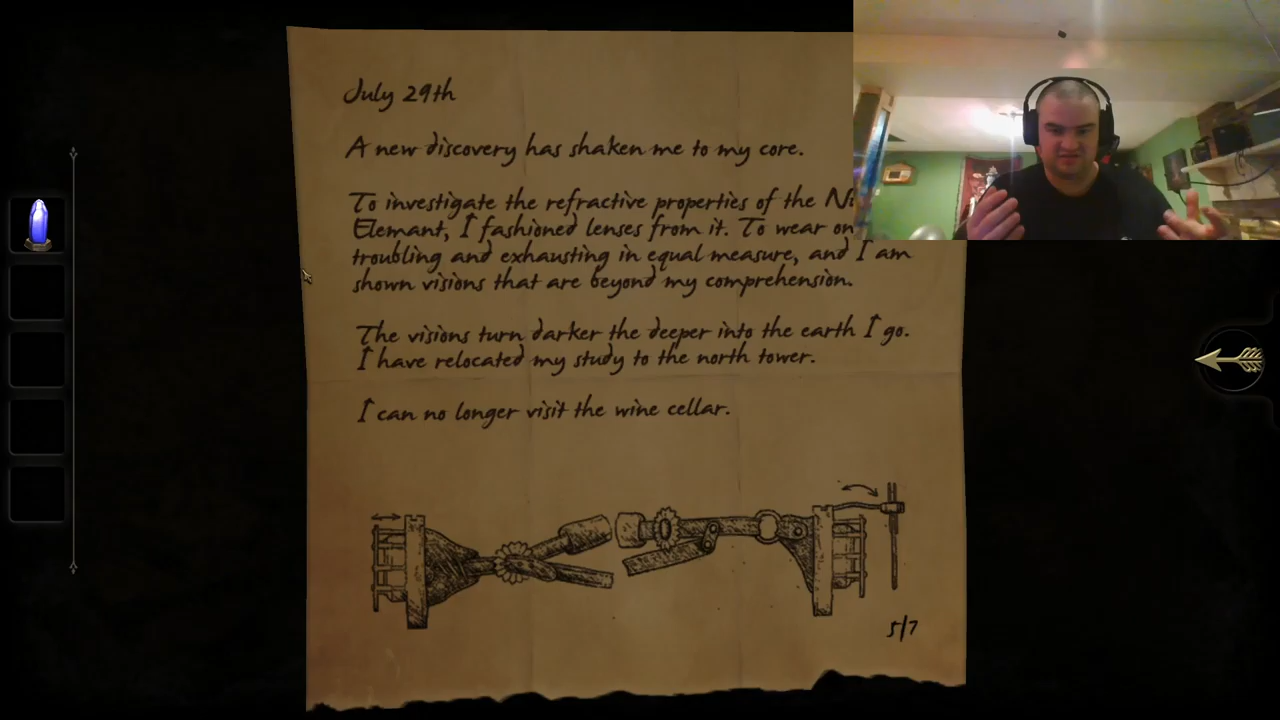 July 29th
A new discovery has shaken me to my core.
To investigate the refractive properties of the
Elemant, I fashioned lenses from it. To wear
troubling and exhausting in equal measure, and I am
shown visions that are beyond my comprehension.
The visions turn darker the deeper into the earth I go.
I have relocated my study to the north tower.
I can no longer visit the wine cellar.
5/7